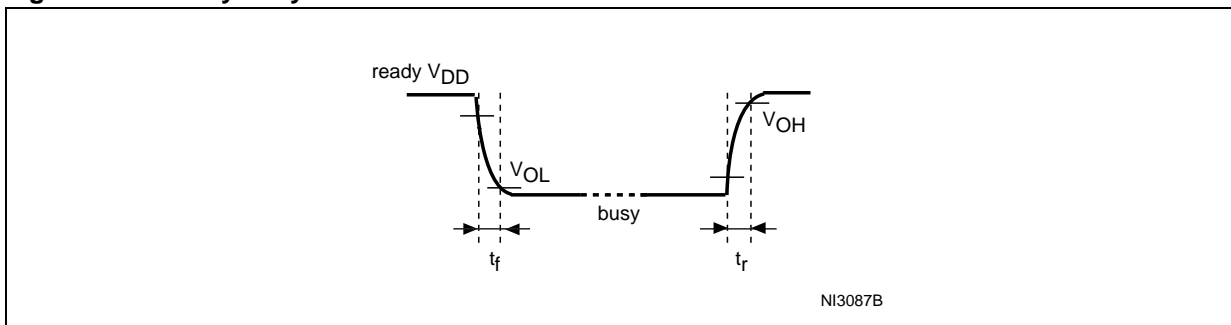 ready VDD
VOH
VOL
busy
tf
tr
NI3087B